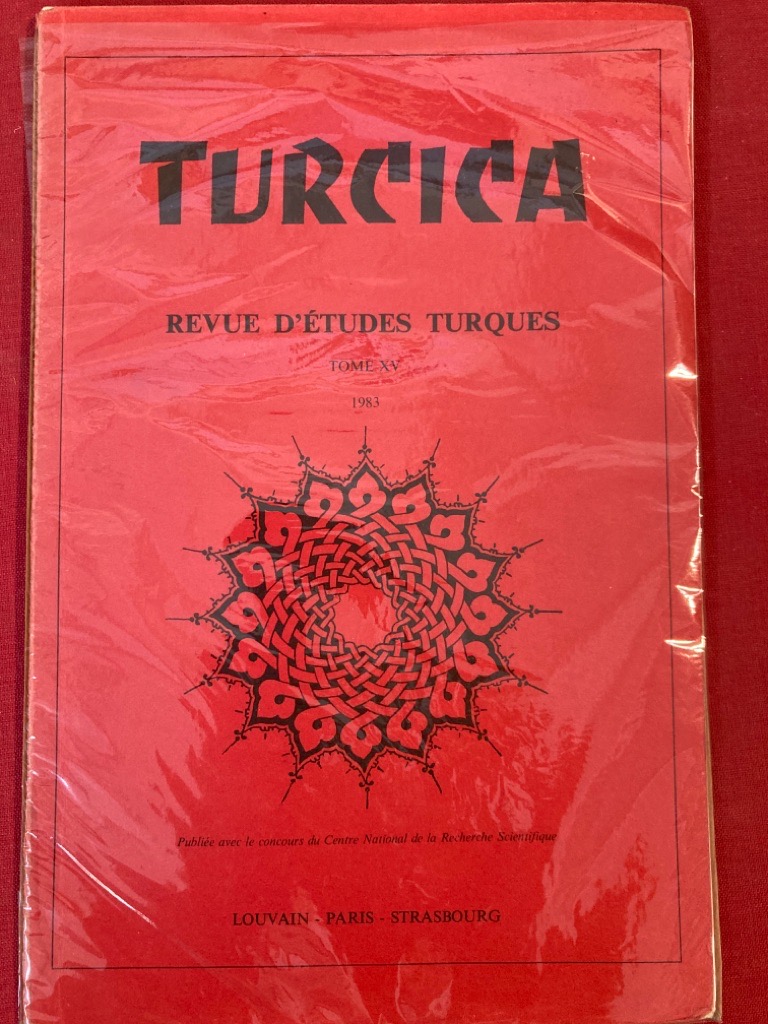 TURCICA
REVUE D'ÉTUDES TURQUES
TOME XV
1983
Publiée avec le concours du Centre National de la Recherche Scientifique
LOUVAIN - PARIS - STRASBOURG